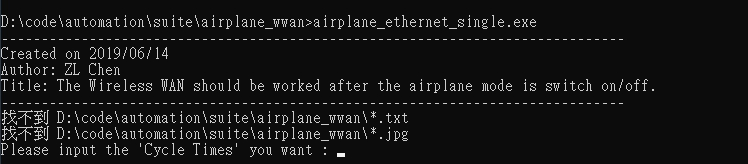 D:\code\automation\suite\airplane_wwan>airplane_ethernet_single.exe
--------------------------------------------------------------------------------
Created on 2019/06/14
Author: ZL Chen
Title: The Wireless WAN should be worked after the airplane mode is switch on/off.
--------------------------------------------------------------------------------
找不到 D:\code\automation\suite\airplane_wwan\*.txt
找不到 D:\code\automation\suite\airplane_wwan\*.jpg
Please input the 'Cycle Times' you want :